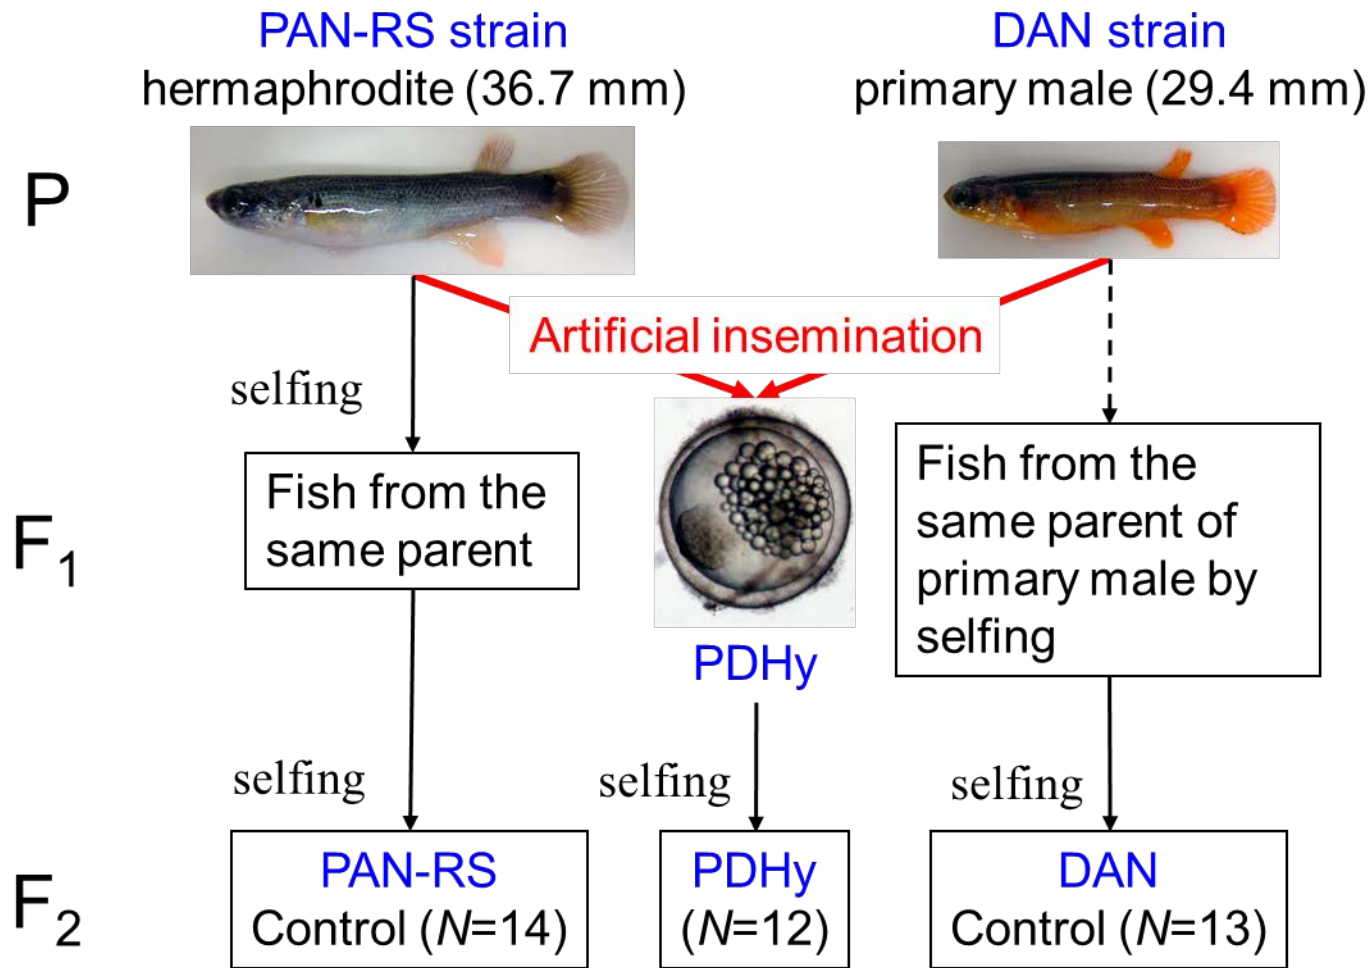 PAN-RS strain
hermaphrodite (36.7 mm)
DAN strain
primary male (29.4 mm)
P
Artificial insemination
selfing
F1
Fish from the
same parent
PDHy
Fish from the
same parent of
primary male by
selfing
selfing
selfing
selfing
F2
PAN-RS
Control (N=14)
PDHy
(N=12)
DAN
Control (N=13)